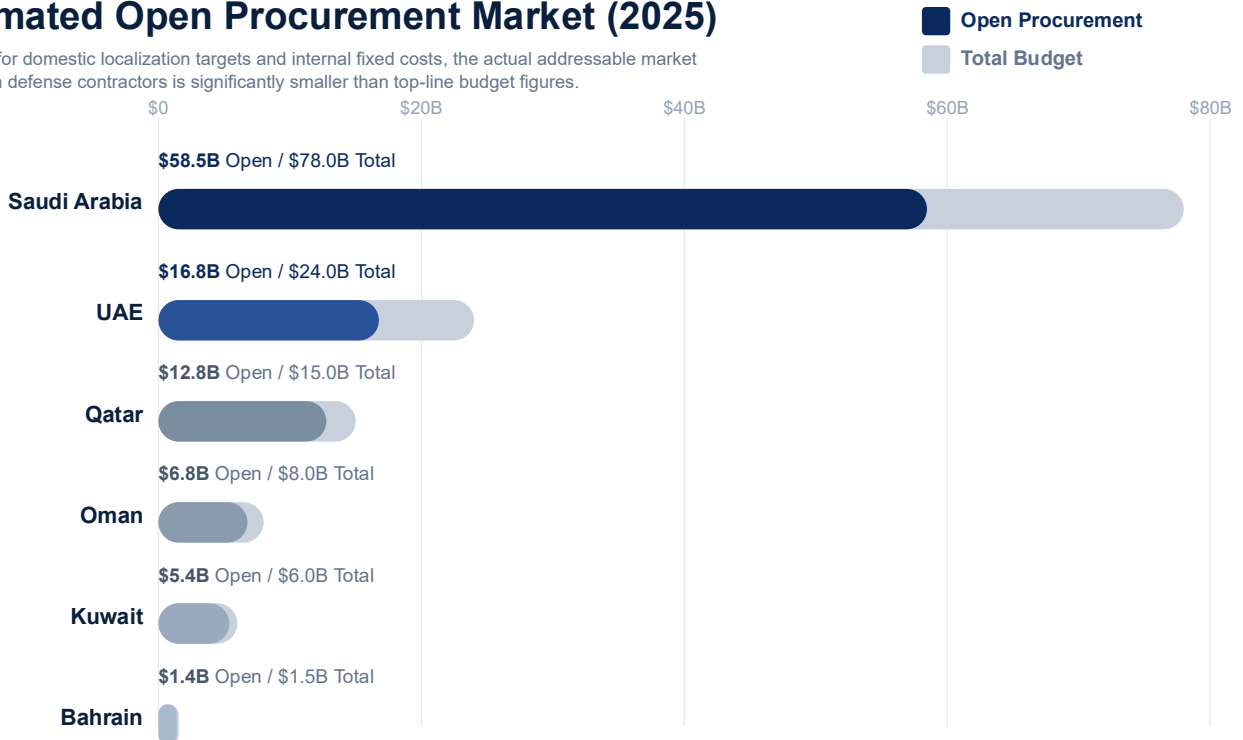 mated Open Procurement Market (2025)
for domestic localization targets and internal fixed costs, the actual addressable market
defense contractors is significantly smaller than top-line budget figures.
Open Procurement
Total Budget
$0 $20B $40B $60B $80B
$58.5B Open / $78.0B Total
Saudi Arabia
$16.8B Open / $24.0B Total
UAE
$12.8B Open / $15.0B Total
Qatar
$6.8B Open / $8.0B Total
Oman
$5.4B Open / $6.0B Total
Kuwait
$1.4B Open / $1.5B Total
Bahrain